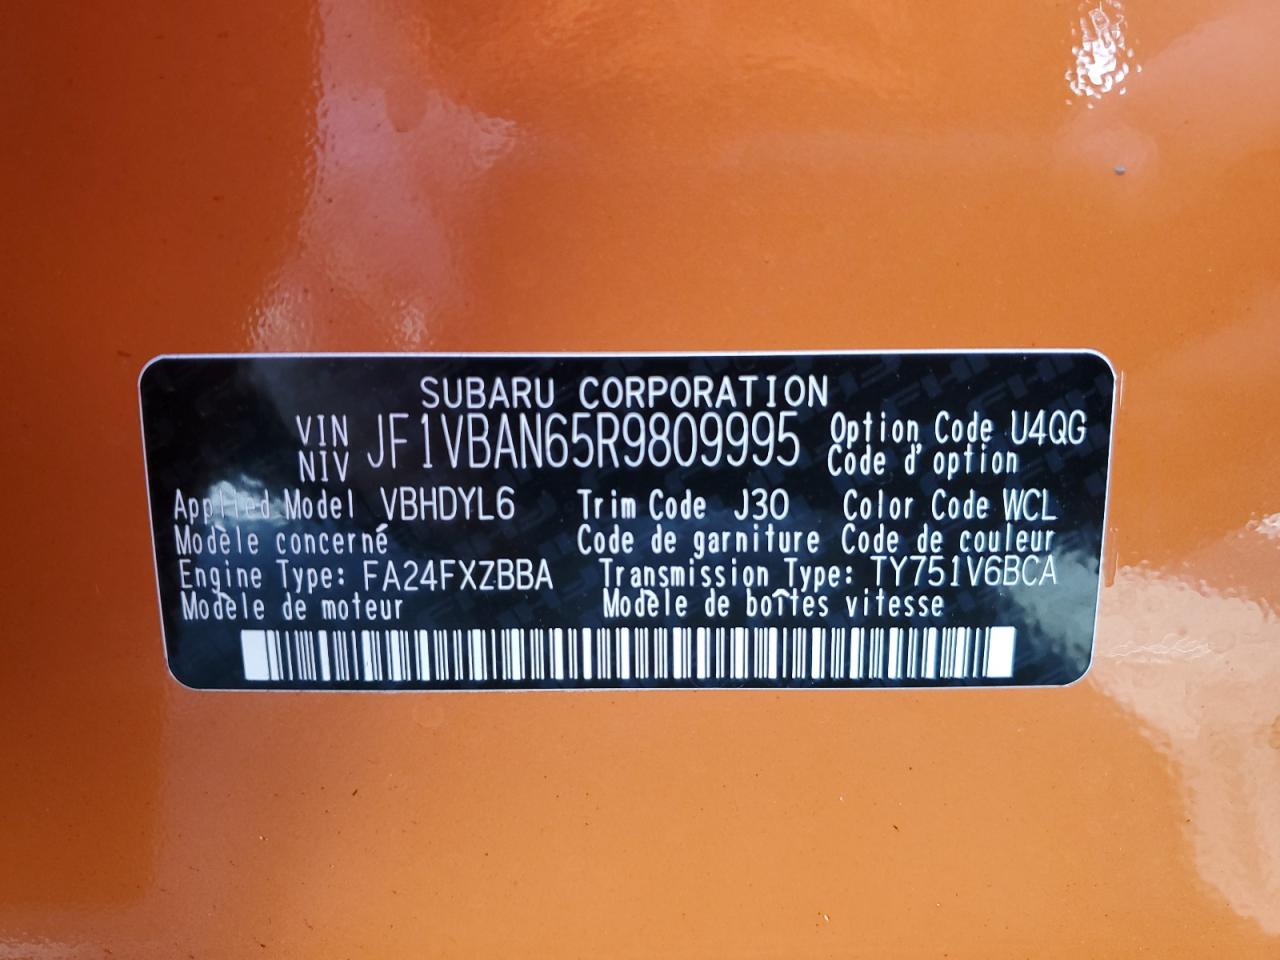 SUBARU CORPORATION
VIN JF1VBAN65R9809995 Option Code U4QG
NIV Code d'option
Applied Model VBHDYL6 Trim Code J30 Color Code WCL
Modèle concerné Code de garniture Code de couleur
Engine Type: FA24FXZBBA Transmission Type: TY751V6BCA
Modèle de moteur Modèle de boîtes vitesse